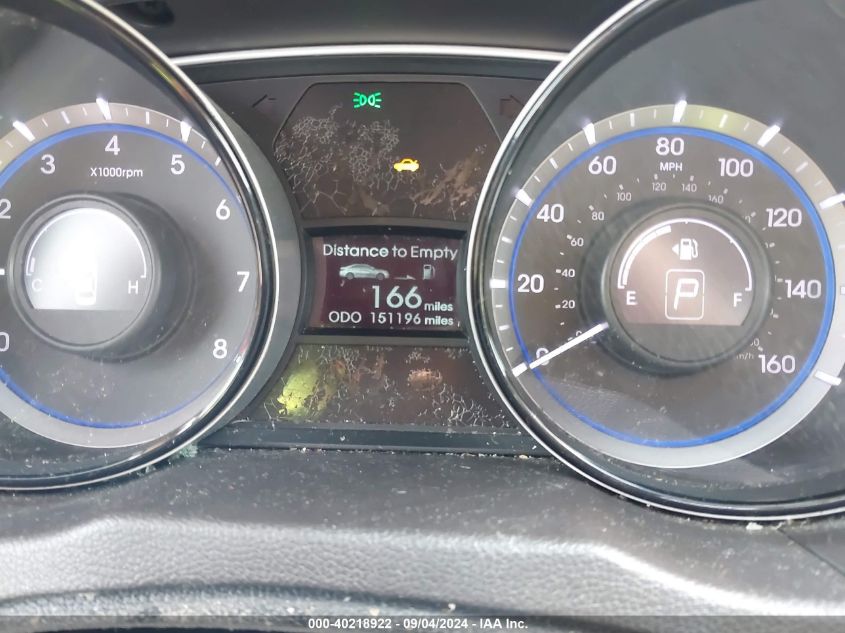 2 3 4 5 6 7 8 0
X1000rpm
C H
Distance to Empty
166 miles
ODO 151196 miles
0 20 40 60 80 100 120 140 160
MPH
20 40 60 80 100 120 140 160
km/h
E F
P
000-40218922 - 09/04/2024 - IAA Inc.